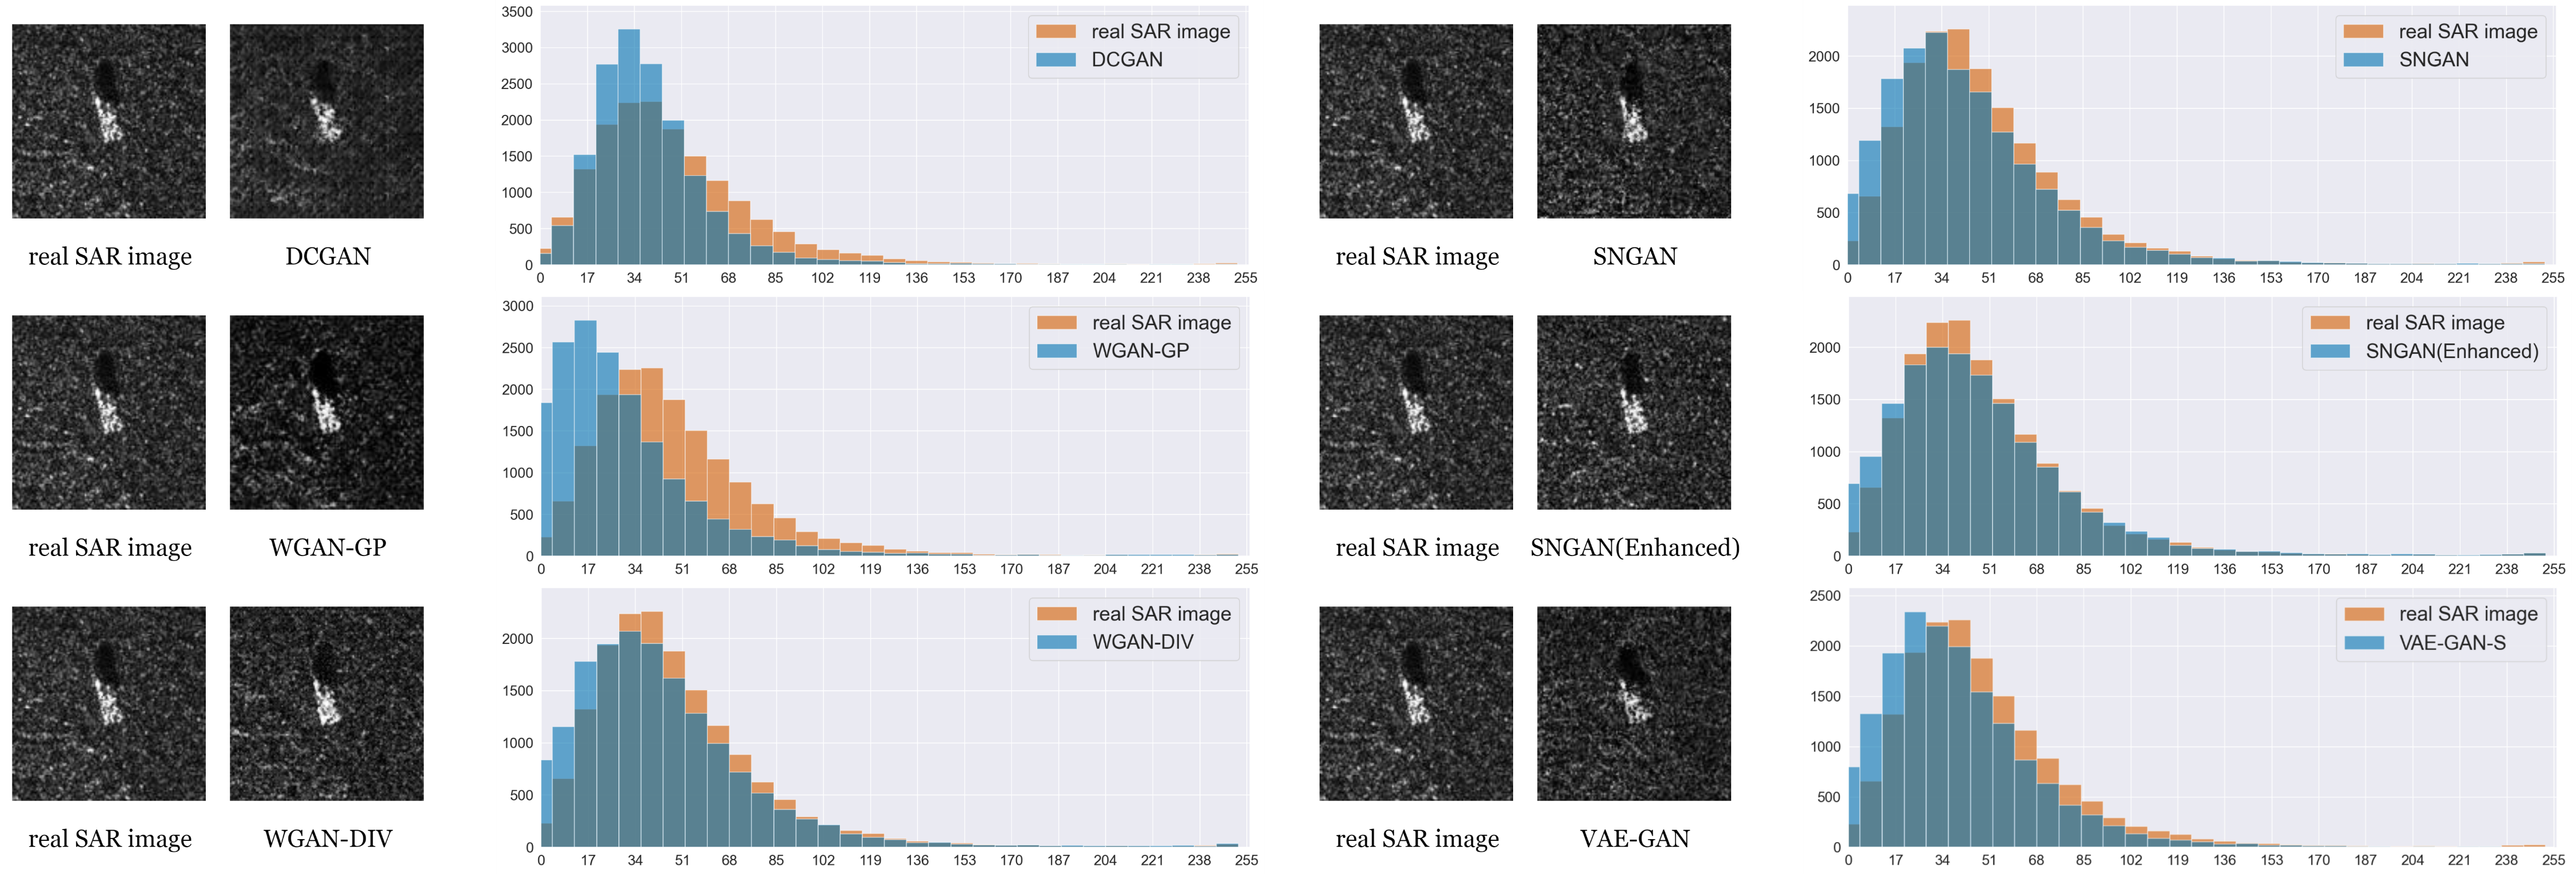 3500
3000
2500
2000
1500
1000
500
0
0 17 34 51 68 85 102 119 136 153 170 187 204 221 238 255
real SAR image
DCGAN
real SAR image
DCGAN
2000
1500
1000
500
0
0 17 34 51 68 85 102 119 136 153 170 187 204 221 238 255
real SAR image
SNGAN
real SAR image
SNGAN
3000
2500
2000
1500
1000
500
0
0 17 34 51 68 85 102 119 136 153 170 187 204 221 238 255
real SAR image
WGAN-GP
real SAR image
WGAN-GP
2000
1500
1000
500
0
0 17 34 51 68 85 102 119 136 153 170 187 204 221 238 255
real SAR image
SNGAN(Enhanced)
real SAR image
SNGAN(Enhanced)
2000
1500
1000
500
0
0 17 34 51 68 85 102 119 136 153 170 187 204 221 238 255
real SAR image
WGAN-DIV
real SAR image
WGAN-DIV
2500
2000
1500
1000
500
0
0 17 34 51 68 85 102 119 136 153 170 187 204 221 238 255
real SAR image
VAE-GAN-S
real SAR image
VAE-GAN